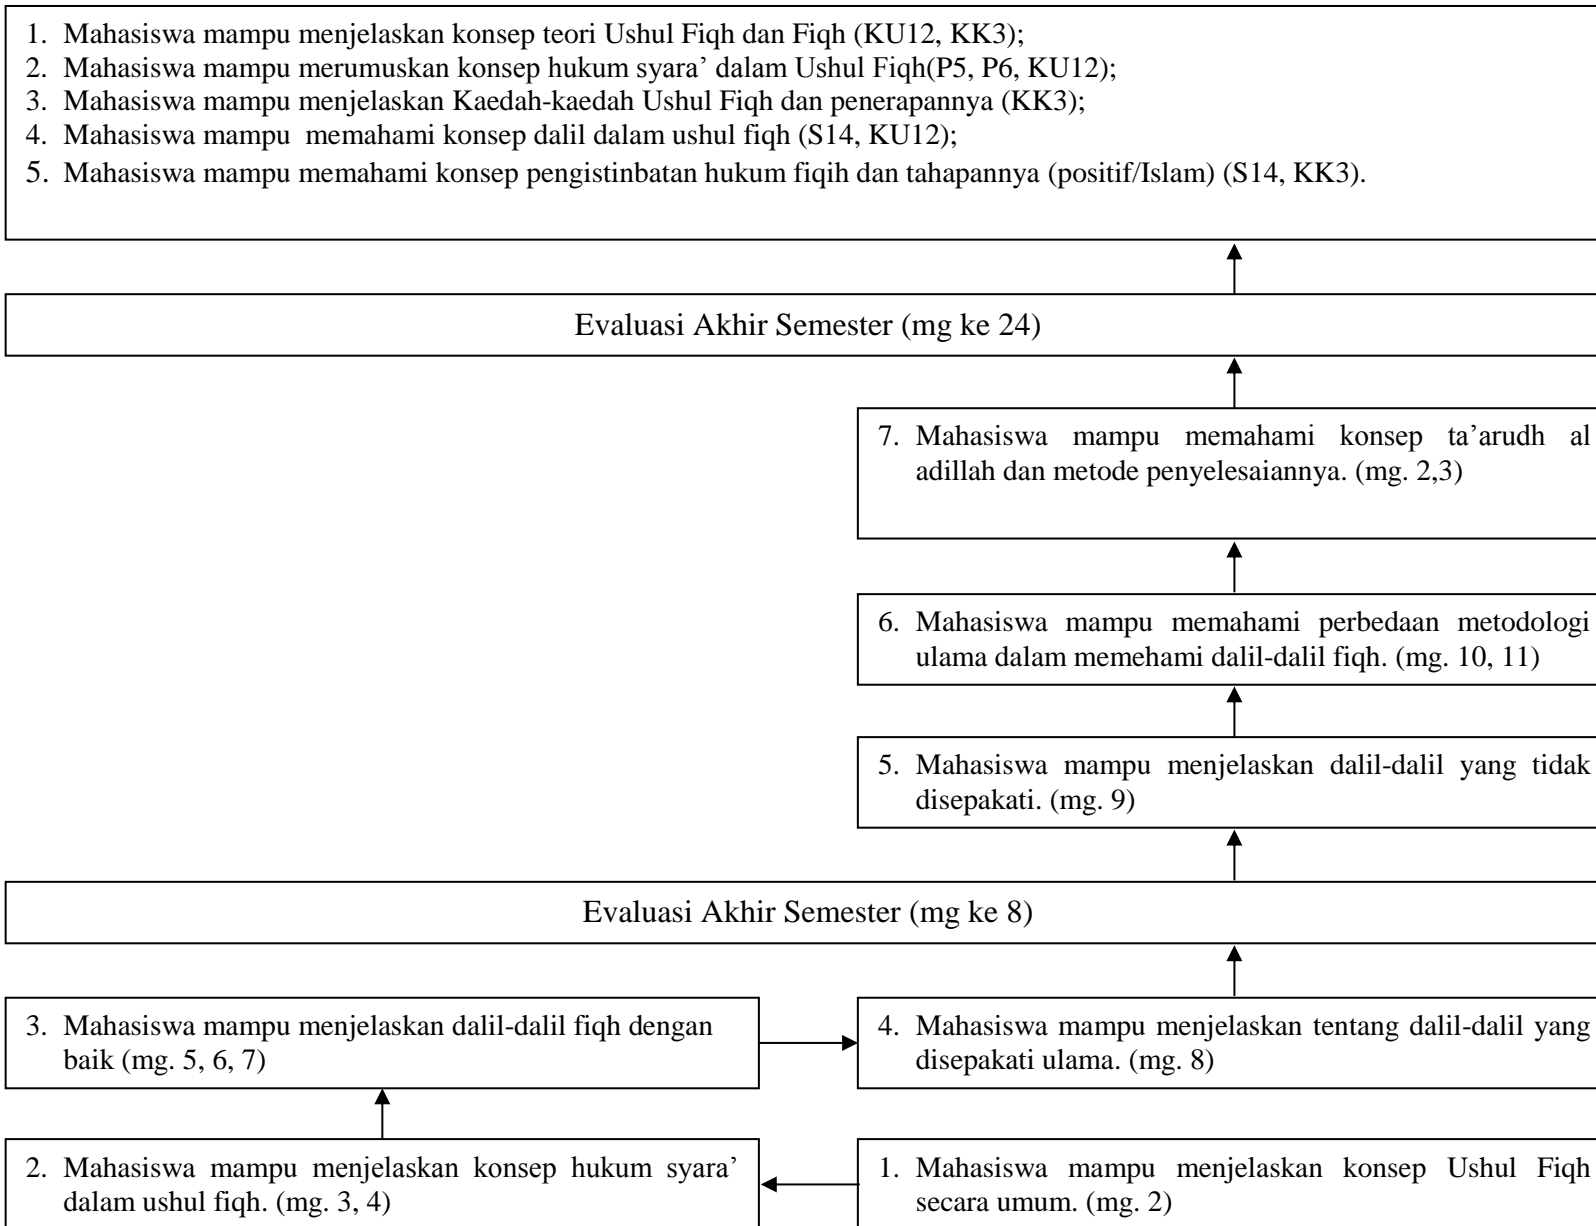 1. Mahasiswa mampu menjelaskan konsep teori Ushul Fiqh dan Fiqh (KU12, KK3);
2. Mahasiswa mampu merumuskan konsep hukum syara’ dalam Ushul Fiqh(P5, P6, KU12);
3. Mahasiswa mampu menjelaskan Kaedah-kaedah Ushul Fiqh dan penerapannya (KK3);
4. Mahasiswa mampu memahami konsep dalil dalam ushul fiqh (S14, KU12);
5. Mahasiswa mampu memahami konsep pengistinbatan hukum fiqih dan tahapannya (positif/Islam) (S14, KK3).
Evaluasi Akhir Semester (mg ke 24)
7. Mahasiswa mampu memahami konsep ta’arudh al
adillah dan metode penyelesaiannya. (mg. 2,3)
6. Mahasiswa mampu memahami perbedaan metodologi
ulama dalam memehami dalil-dalil fiqh. (mg. 10, 11)
5. Mahasiswa mampu menjelaskan dalil-dalil yang tidak
disepakati. (mg. 9)
Evaluasi Akhir Semester (mg ke 8)
3. Mahasiswa mampu menjelaskan dalil-dalil fiqh dengan
baik (mg. 5, 6, 7)
4. Mahasiswa mampu menjelaskan tentang dalil-dalil yang
disepakati ulama. (mg. 8)
2. Mahasiswa mampu menjelaskan konsep hukum syara’
dalam ushul fiqh. (mg. 3, 4)
1. Mahasiswa mampu menjelaskan konsep Ushul Fiqh
secara umum. (mg. 2)